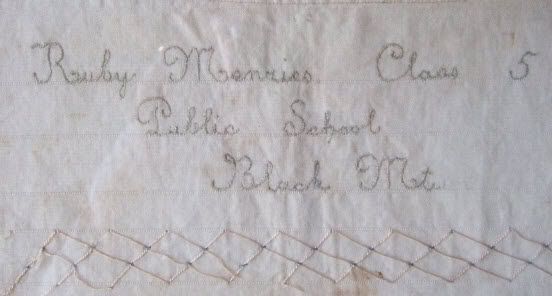 Ruby Menzies Class 5
Public School
Black Mt.